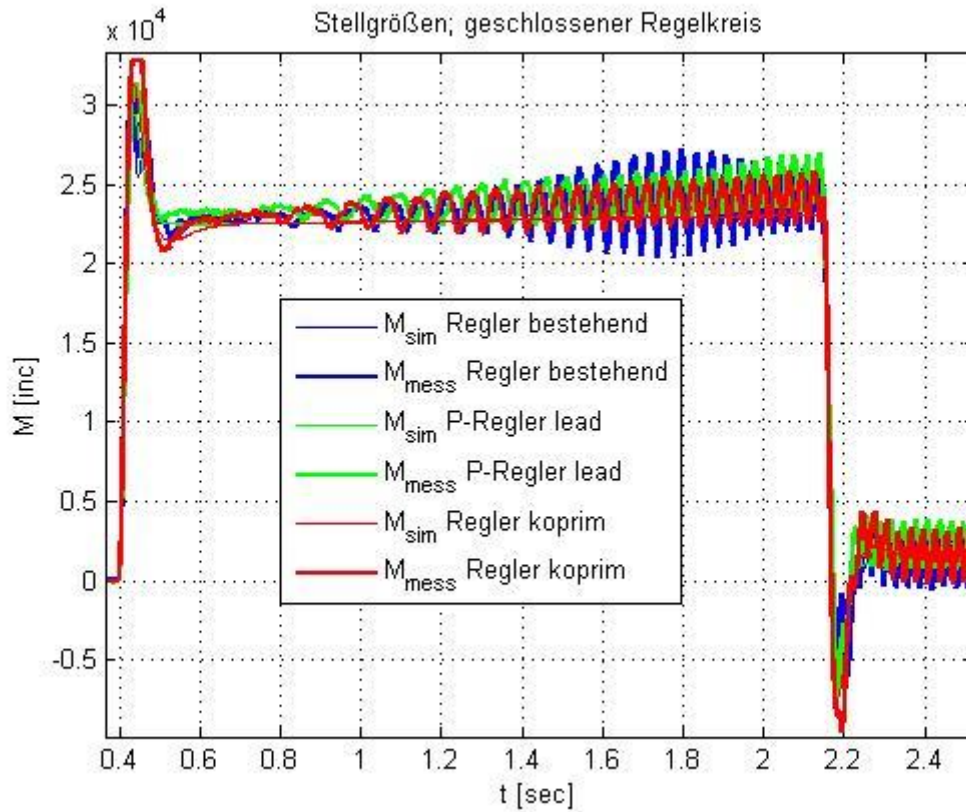 x 10^4
Stellgrößen; geschlossener Regelkreis
3
2.5
2
1.5
1
0.5
0
-0.5
M [inc]
M_sim Regler bestehend
M_mess Regler bestehend
M_sim P-Regler lead
M_mess P-Regler lead
M_sim Regler koprim
M_mess Regler koprim
0.4 0.6 0.8 1 1.2 1.4 1.6 1.8 2 2.2 2.4
t [sec]